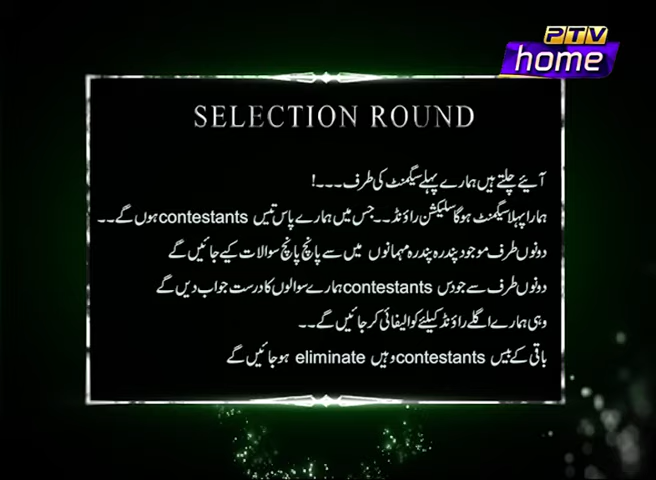 PTV
home
SELECTION ROUND
آئیے چلتے ہیں ہمارے پہلے سیگمنٹ کی طرف ۔۔۔!
ہمارا پہلا سیگمنٹ ہوگا سلیکشن راؤنڈ۔۔جس میں ہمارے پاس تیس contestants ہوں گے۔۔
دونوں طرف موجود پندرہ پندرہ مہمانوں میں سے پانچ پانچ سوالات کیے جائیں گے
دونوں طرف سے جو دس contestants ہمارے سوالوں کا درست جواب دیں گے
وہی ہمارے اگلے راؤنڈ کیلئے کوالیفائی کر جائیں گے۔۔
باقی کے بیس contestants وہیں eliminate ہوجائیں گے